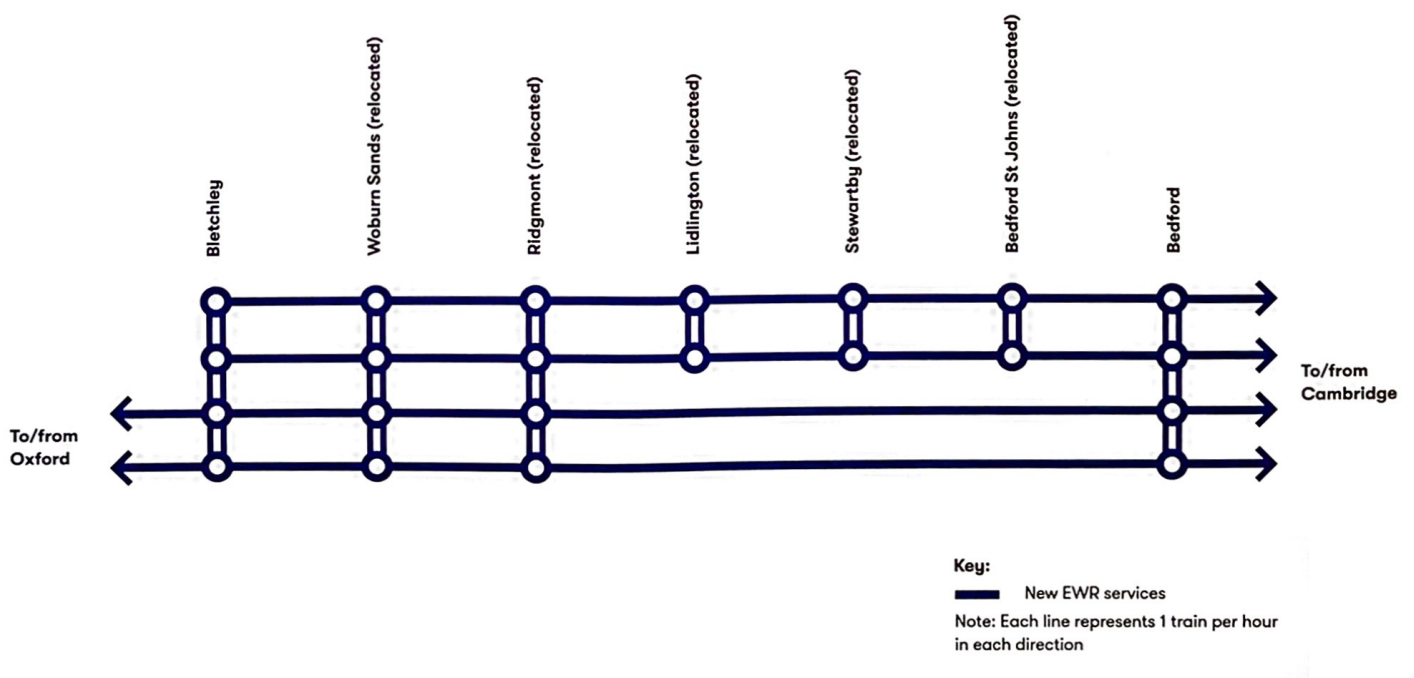 Bletchley
Woburn Sands (relocated)
Ridgmont (relocated)
Lidlington (relocated)
Stewartby (relocated)
Bedford St Johns (relocated)
Bedford
To/from
Cambridge
To/from
Oxford
Key:
New EWR services
Note: Each line represents 1 train per hour
in each direction